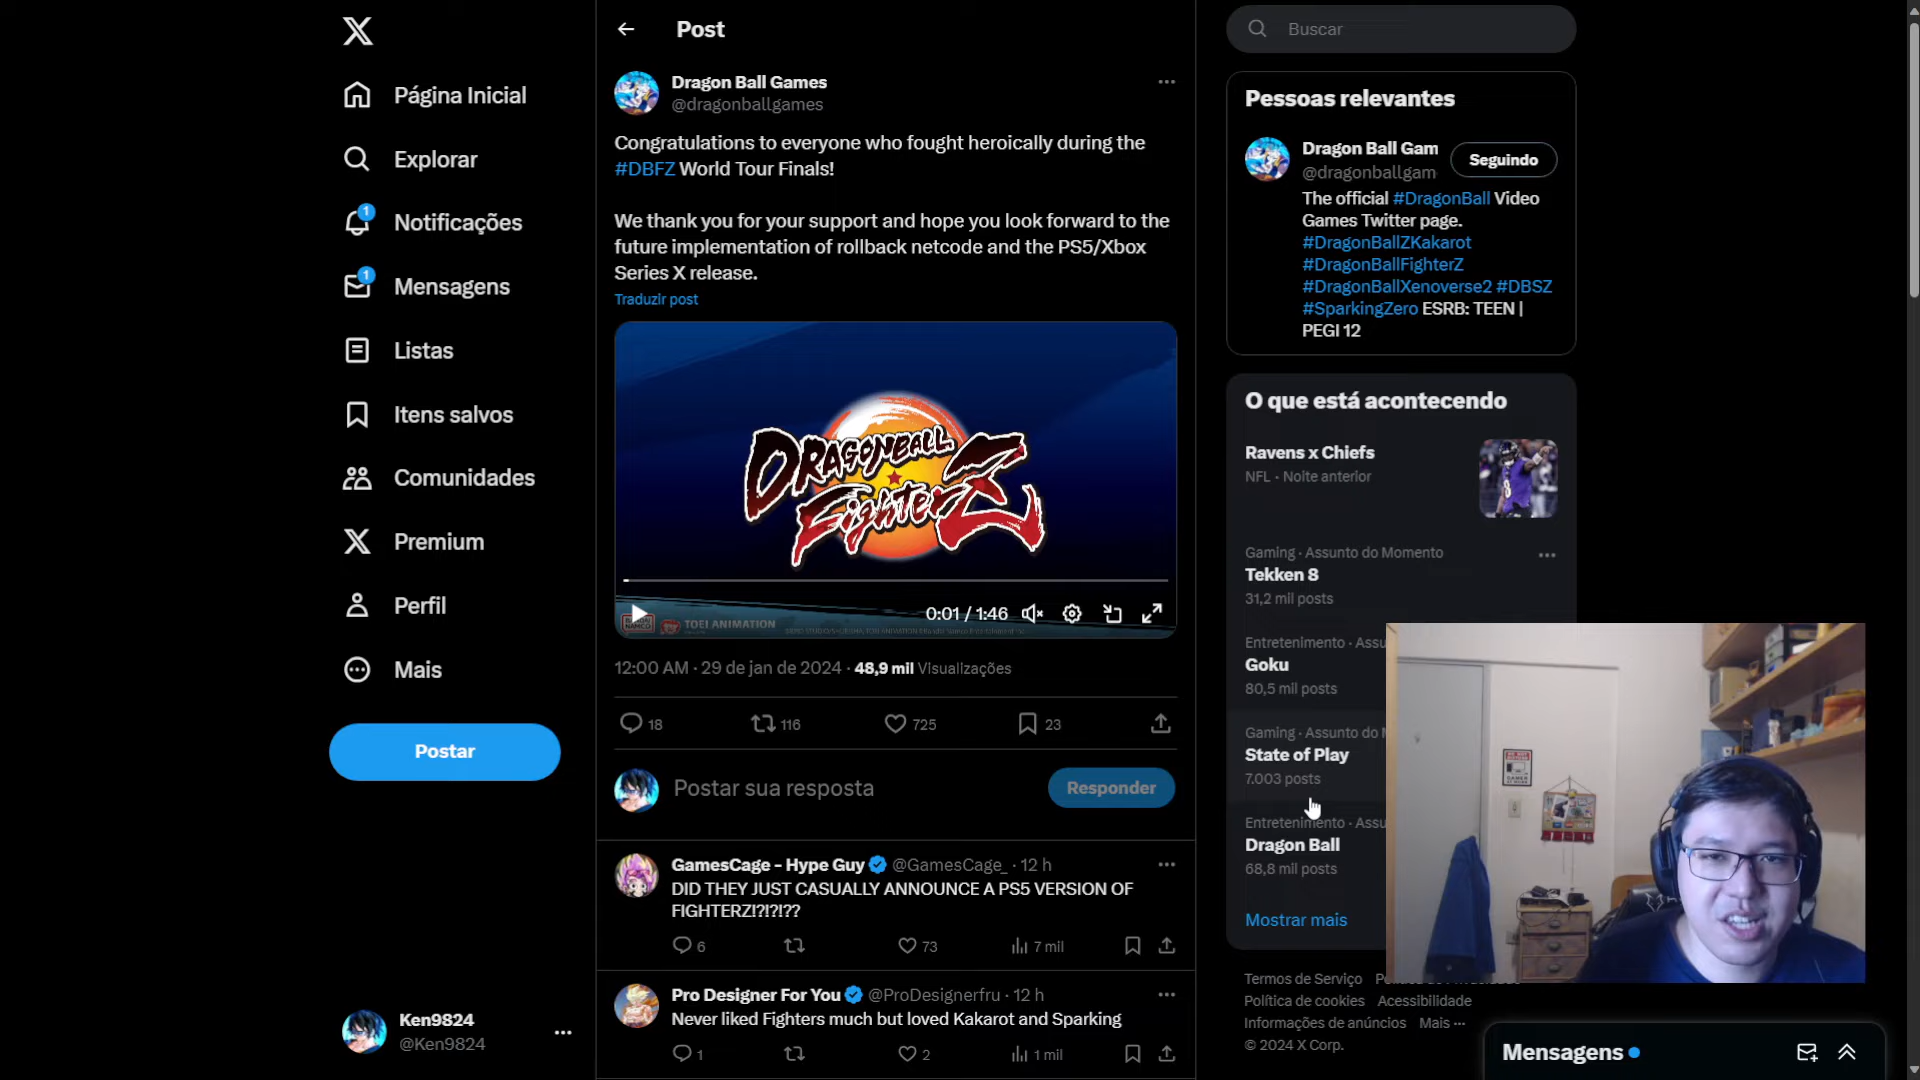 Página Inicial
Explorar
1
Notificações
1
Mensagens
Listas
Itens salvos
Comunidades
Premium
Perfil
Mais
Postar
Ken9824
@Ken9824
Post
Dragon Ball Games
@dragonballgames
Congratulations to everyone who fought heroically during the
#DBFZ World Tour Finals!
We thank you for your support and hope you look forward to the
future implementation of rollback netcode and the PS5/Xbox
Series X release.
Traduzir post
DRAGONBALL
FighterZ
TOEI ANIMATION
0:01 / 1:46
12:00 AM · 29 de jan de 2024 · 48,9 mil Visualizações
18
116
725
23
Postar sua resposta
Responder
GamesCage - Hype Guy @GamesCage_ · 12 h
DID THEY JUST CASUALLY ANNOUNCE A PS5 VERSION OF
FIGHTERZ!?!?!??
6
73
7 mil
Pro Designer For You @ProDesignerfru · 12 h
Never liked Fighters much but loved Kakarot and Sparking
1
2
1 mil
Buscar
Pessoas relevantes
Dragon Ball Gam
@dragonballgam
Seguindo
The official #DragonBall Video
Games Twitter page.
#DragonBallZKakarot
#DragonBallFighterZ
#DragonBallXenoverse2 #DBSZ
#SparkingZero ESRB: TEEN |
PEGI 12
O que está acontecendo
Ravens x Chiefs
NFL · Noite anterior
Gaming · Assunto do Momento
Tekken 8
31,2 mil posts
Entretenimento · Assu
Goku
80,5 mil posts
Gaming · Assunto do M
State of Play
7.003 posts
Entretenimento · Assu
Dragon Ball
68,8 mil posts
Mostrar mais
Termos de Serviço
Política de cookies Acessibilidade
Informações de anúncios Mais ···
© 2024 X Corp.
Mensagens